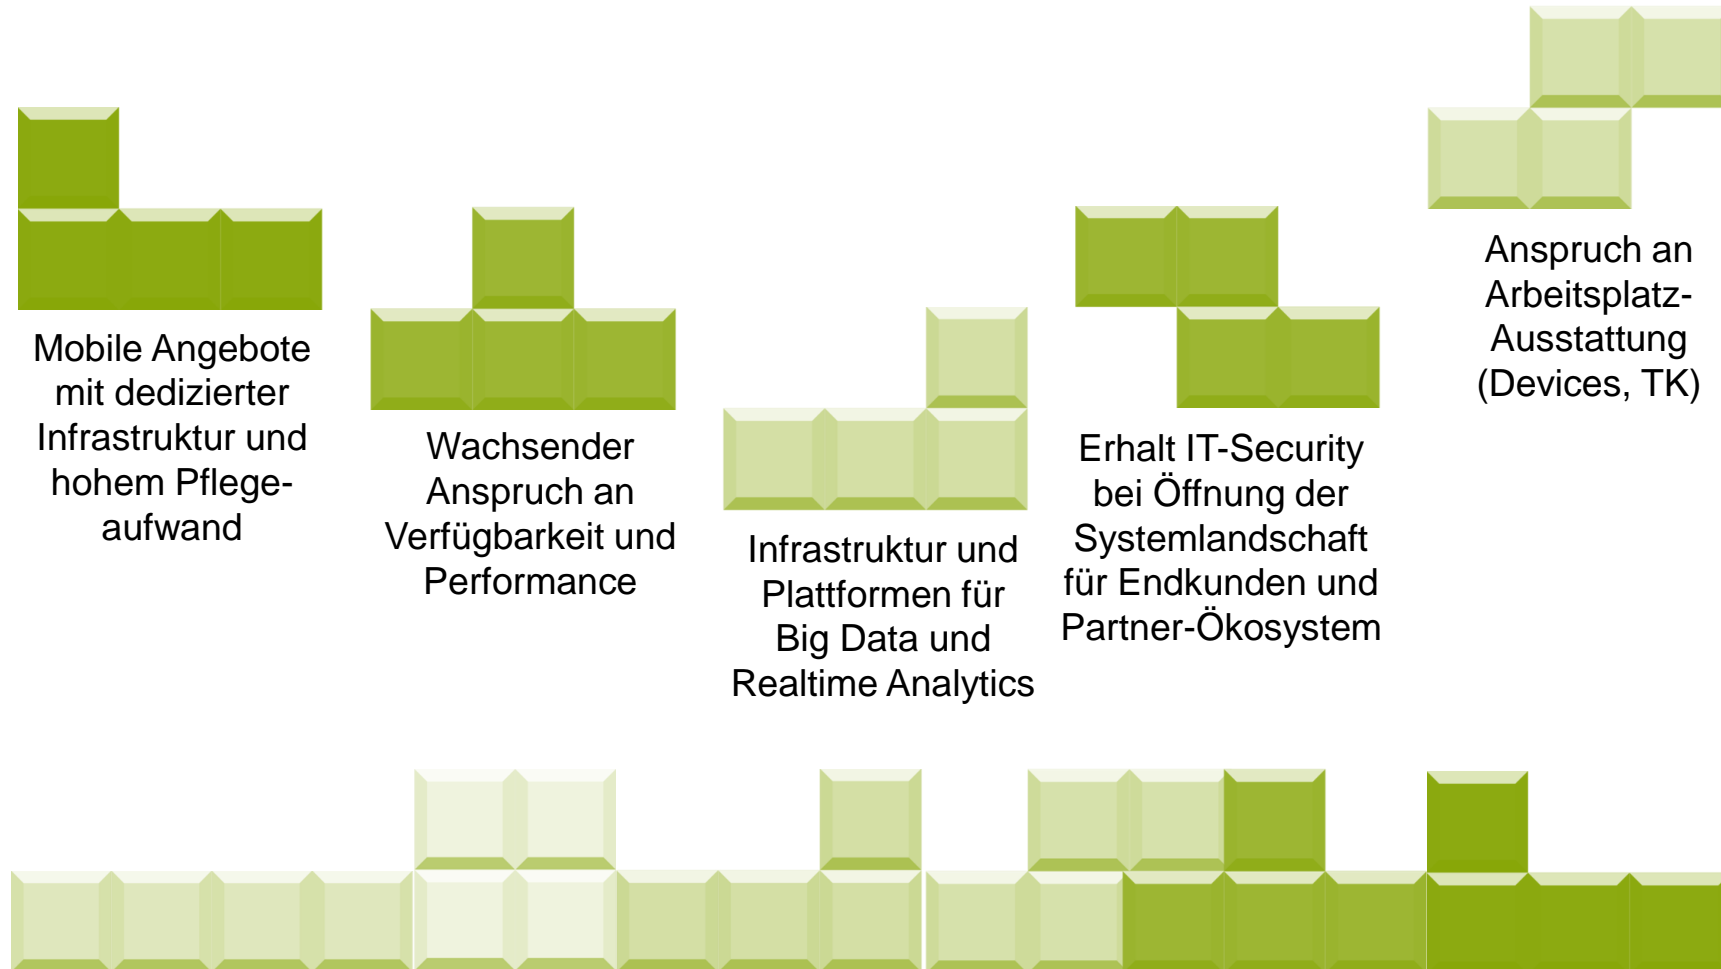 Mobile Angebote
mit dedizierter
Infrastruktur und
hohem Pflege-
aufwand
Wachsender
Anspruch an
Verfügbarkeit und
Performance
Infrastruktur und
Plattformen für
Big Data und
Realtime Analytics
Erhalt IT-Security
bei Öffnung der
Systemlandschaft
für Endkunden und
Partner-Ökosystem
Anspruch an
Arbeitsplatz-
Ausstattung
(Devices, TK)